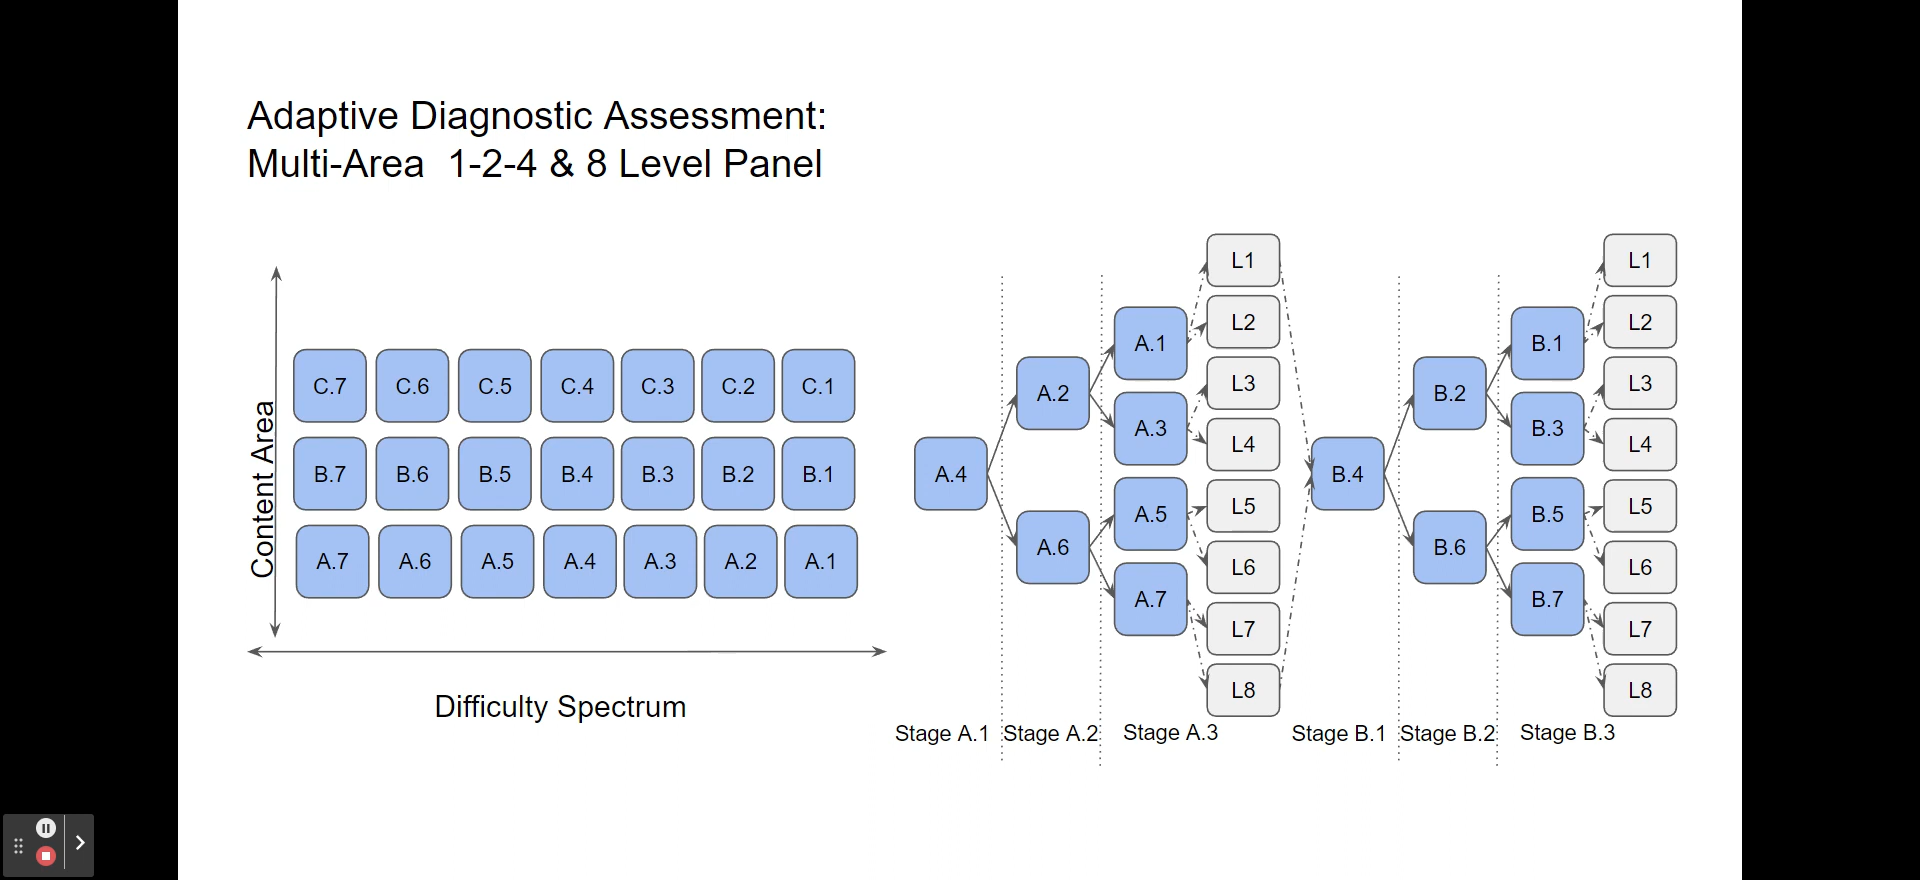 Adaptive Diagnostic Assessment:
Multi-Area 1-2-4 & 8 Level Panel
Content Area
C.7 C.6 C.5 C.4 C.3 C.2 C.1
B.7 B.6 B.5 B.4 B.3 B.2 B.1
A.7 A.6 A.5 A.4 A.3 A.2 A.1
Difficulty Spectrum
A.4
A.2
A.6
A.1
A.3
A.5
A.7
L1
L2
L3
L4
L5
L6
L7
L8
B.4
B.2
B.6
B.1
B.3
B.5
B.7
L1
L2
L3
L4
L5
L6
L7
L8
Stage A.1 Stage A.2 Stage A.3 Stage B.1 Stage B.2 Stage B.3